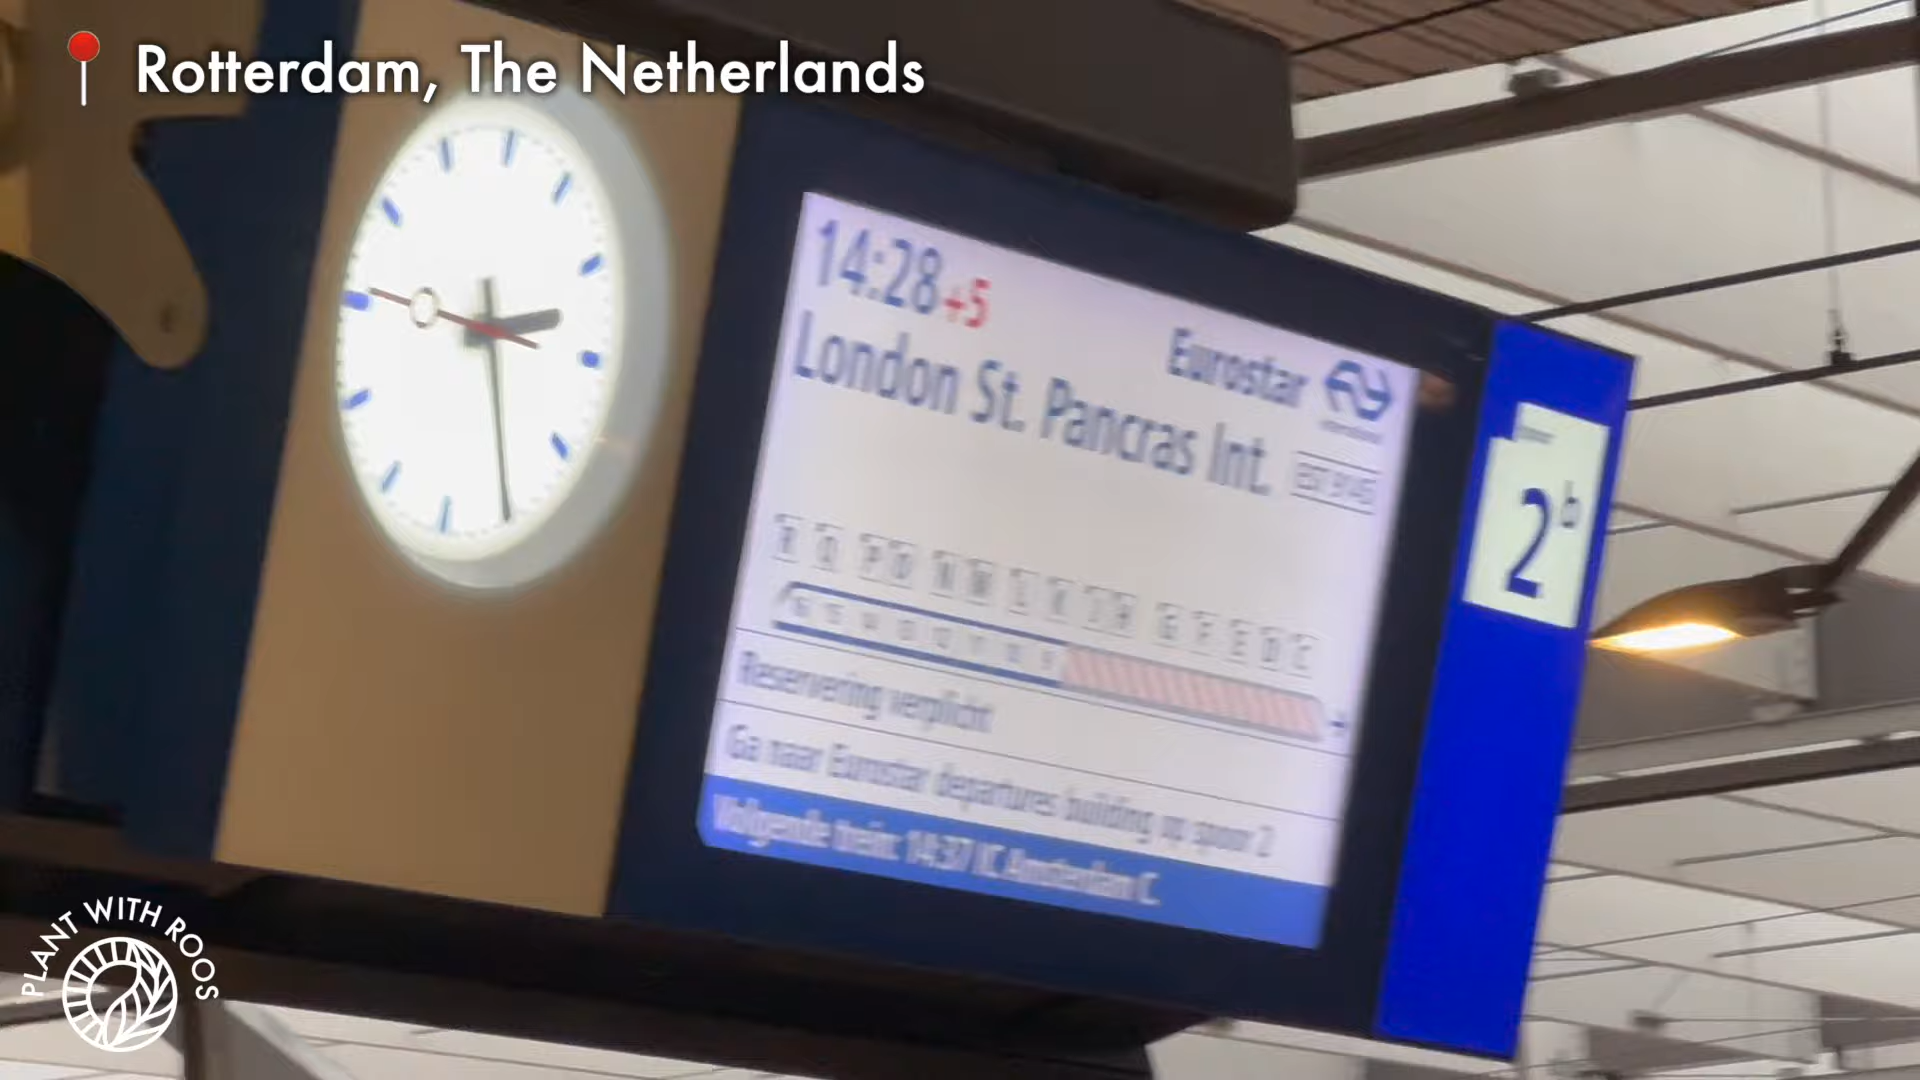 Rotterdam, The Netherlands
14:28 +5
Eurostar
London St. Pancras Int.
2b
R Q P O N M L K J H G F E D C
Reservering verplicht
Ga naar Eurostar departures building op spoor 2
Volgende trein: 14:37 IC Amsterdam C.
PLANT WITH ROOS